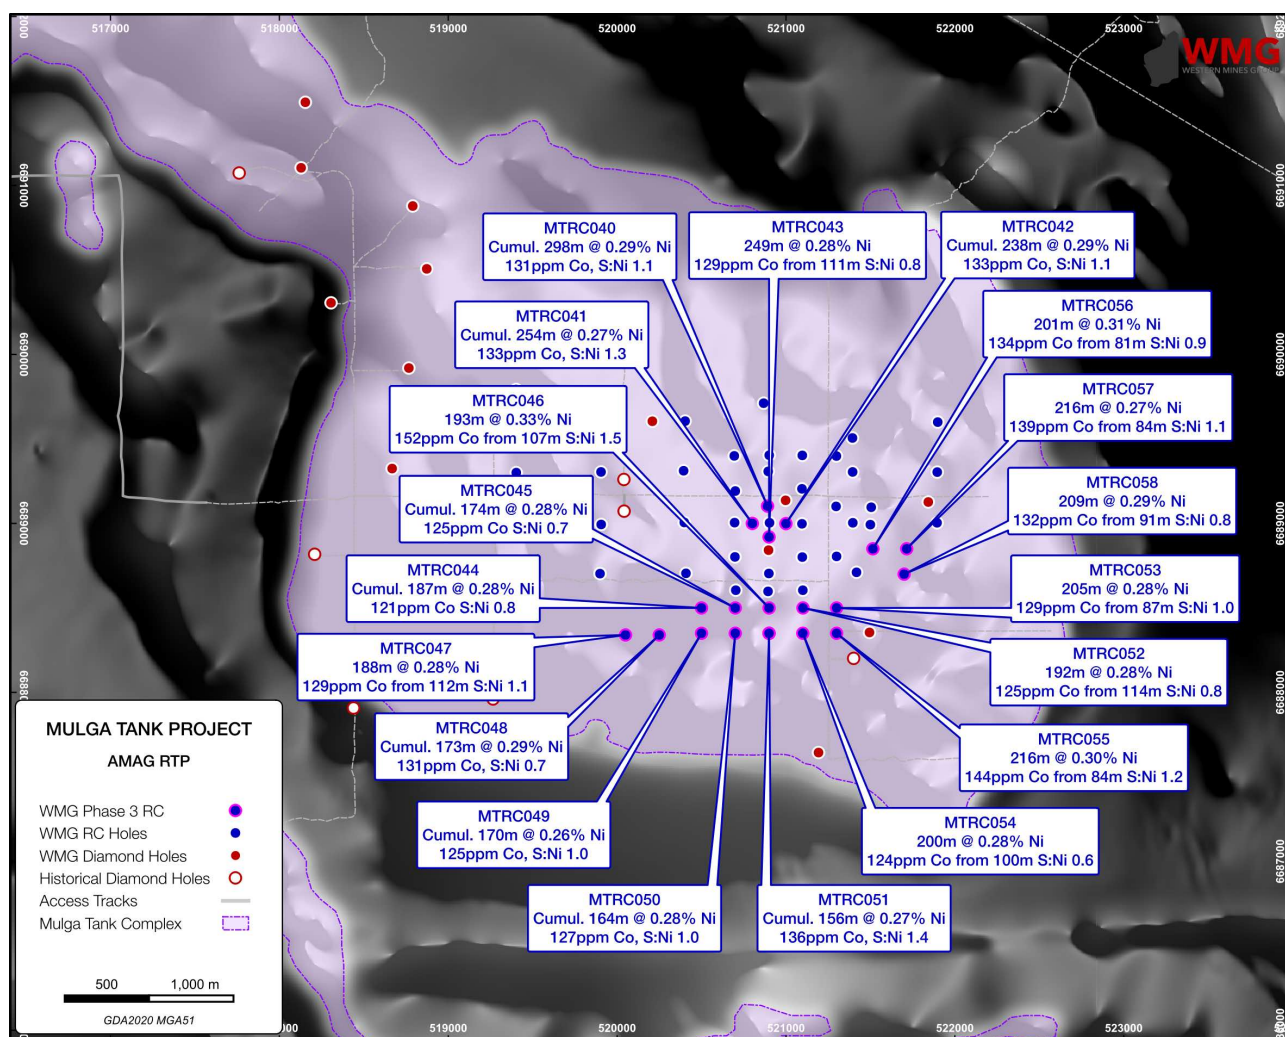 517000
518000
519000
520000
521000
522000
523000
WMG
WESTERN MINES GROUP
6691000
6691000
6690000
6690000
6689000
6689000
6688000
6688000
6687000
MTRC040
Cumul. 298m @ 0.29% Ni
131ppm Co, S:Ni 1.1
MTRC043
249m @ 0.28% Ni
129ppm Co from 111m S:Ni 0.8
MTRC042
Cumul. 238m @ 0.29% Ni
133ppm Co, S:Ni 1.1
MTRC041
Cumul. 254m @ 0.27% Ni
133ppm Co, S:Ni 1.3
MTRC056
201m @ 0.31% Ni
134ppm Co from 81m S:Ni 0.9
MTRC046
193m @ 0.33% Ni
152ppm Co from 107m S:Ni 1.5
MTRC057
216m @ 0.27% Ni
139ppm Co from 84m S:Ni 1.1
MTRC045
Cumul. 174m @ 0.28% Ni
125ppm Co S:Ni 0.7
MTRC058
209m @ 0.29% Ni
132ppm Co from 91m S:Ni 0.8
MTRC044
Cumul. 187m @ 0.28% Ni
121ppm Co S:Ni 0.8
MTRC053
205m @ 0.28% Ni
129ppm Co from 87m S:Ni 1.0
MTRC047
188m @ 0.28% Ni
129ppm Co from 112m S:Ni 1.1
MTRC052
192m @ 0.28% Ni
125ppm Co from 114m S:Ni 0.8
MTRC048
Cumul. 173m @ 0.29% Ni
131ppm Co, S:Ni 0.7
MTRC055
216m @ 0.30% Ni
144ppm Co from 84m S:Ni 1.2
MTRC049
Cumul. 170m @ 0.26% Ni
125ppm Co, S:Ni 1.0
MTRC054
200m @ 0.28% Ni
124ppm Co from 100m S:Ni 0.6
MTRC050
Cumul. 164m @ 0.28% Ni
127ppm Co, S:Ni 1.0
MTRC051
Cumul. 156m @ 0.27% Ni
136ppm Co, S:Ni 1.4
MULGA TANK PROJECT
AMAG RTP
WMG Phase 3 RC
WMG RC Holes
WMG Diamond Holes
Historical Diamond Holes
Access Tracks
Mulga Tank Complex
500 1,000 m
GDA2020 MGA51
519000
520000
521000
522000
523000